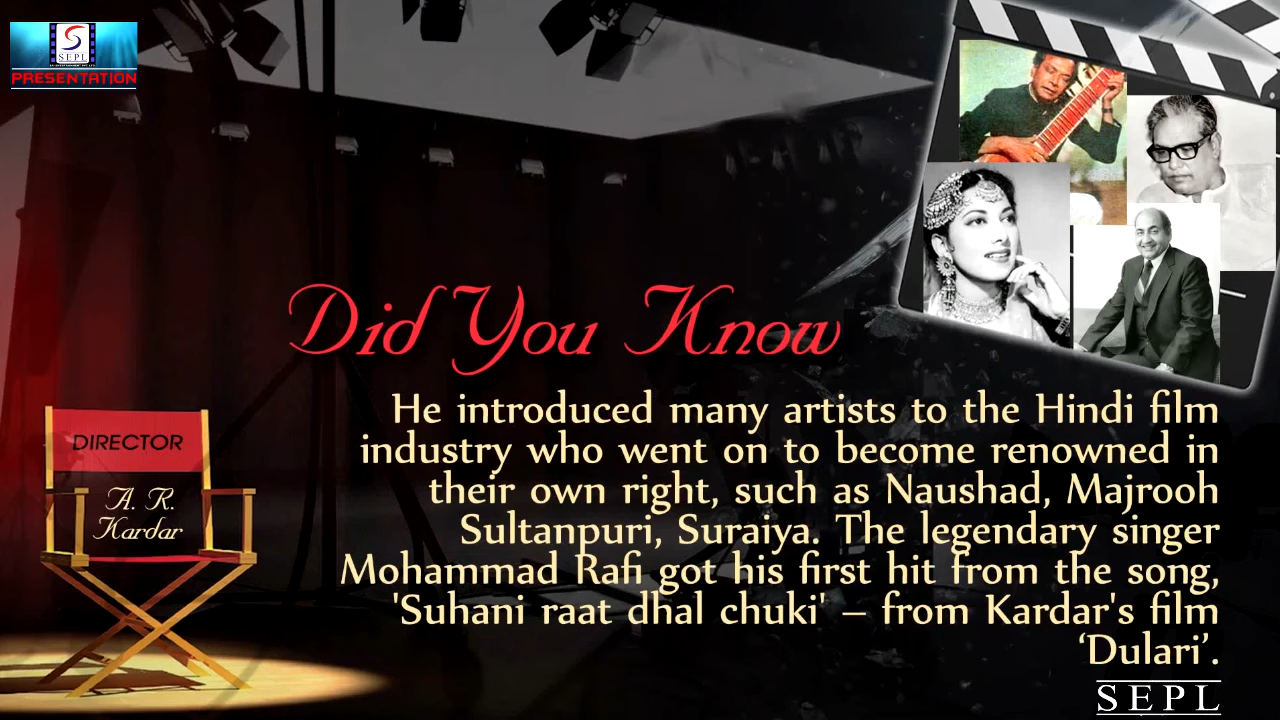 SEPL
PRESENTATION
Did You Know
He introduced many artists to the Hindi film
industry who went on to become renowned in
their own right, such as Naushad, Majrooh
Sultanpuri, Suraiya. The legendary singer
Mohammad Rafi got his first hit from the song,
'Suhani raat dhal chuki' – from Kardar's film
‘Dulari’.
DIRECTOR
A. R.
Kardar
SEPL